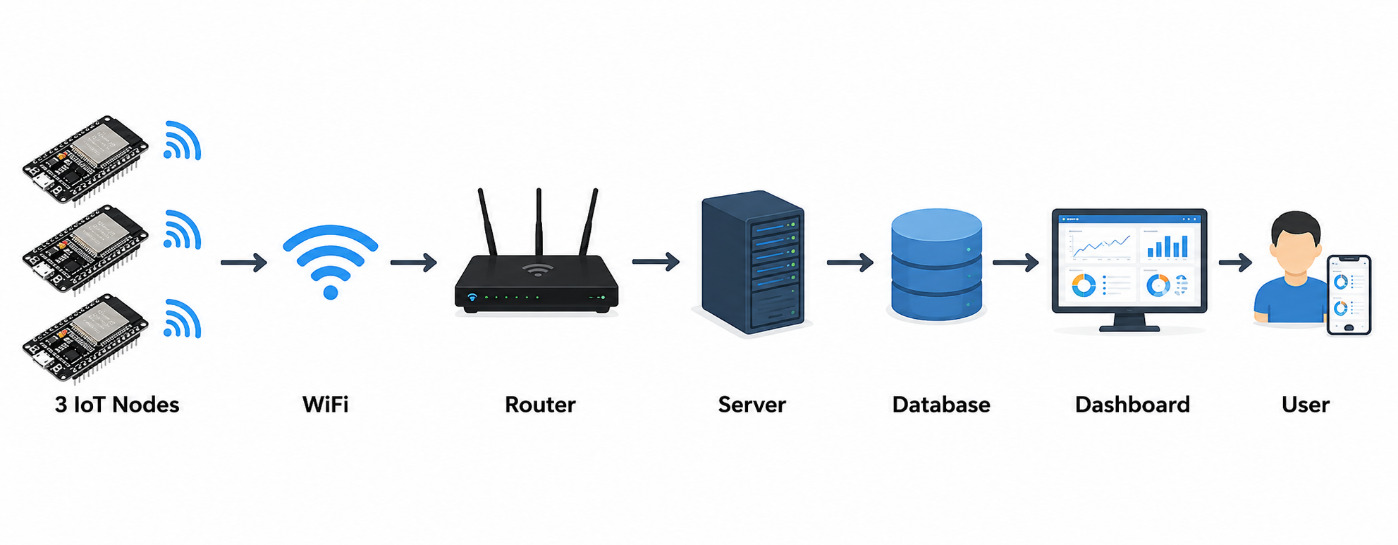 3 IoT Nodes
WiFi
Router
Server
Database
Dashboard
User